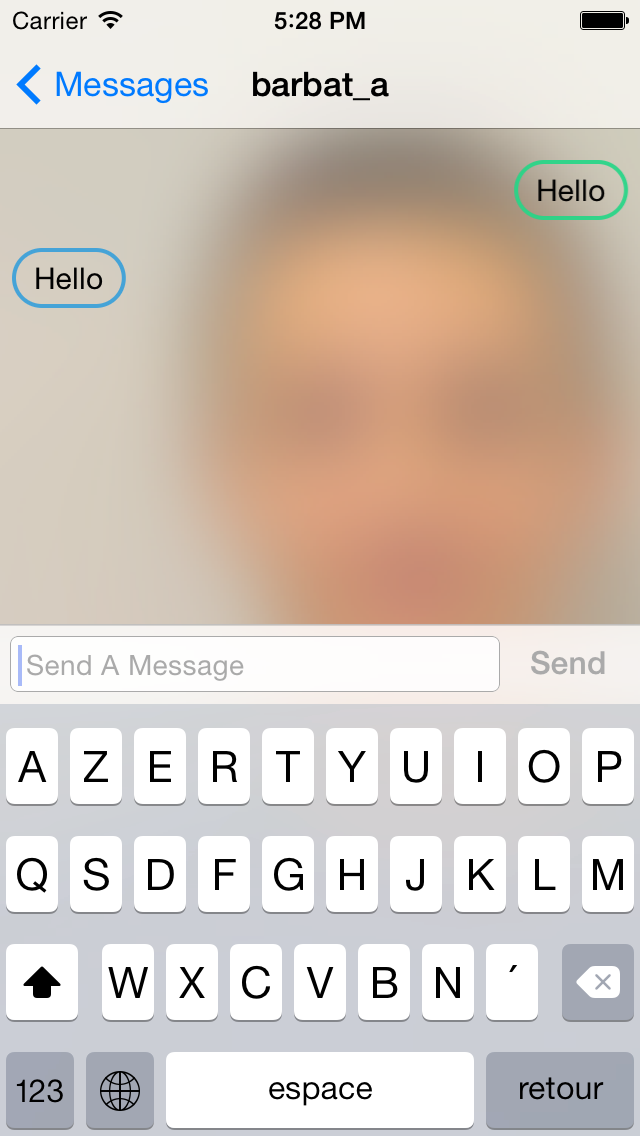 Carrier 5:28 PM
Messages barbat_a
Hello
Hello
Send A Message Send
A Z E R T Y U I O P
Q S D F G H J K L M
W X C V B N ´
123 espace retour